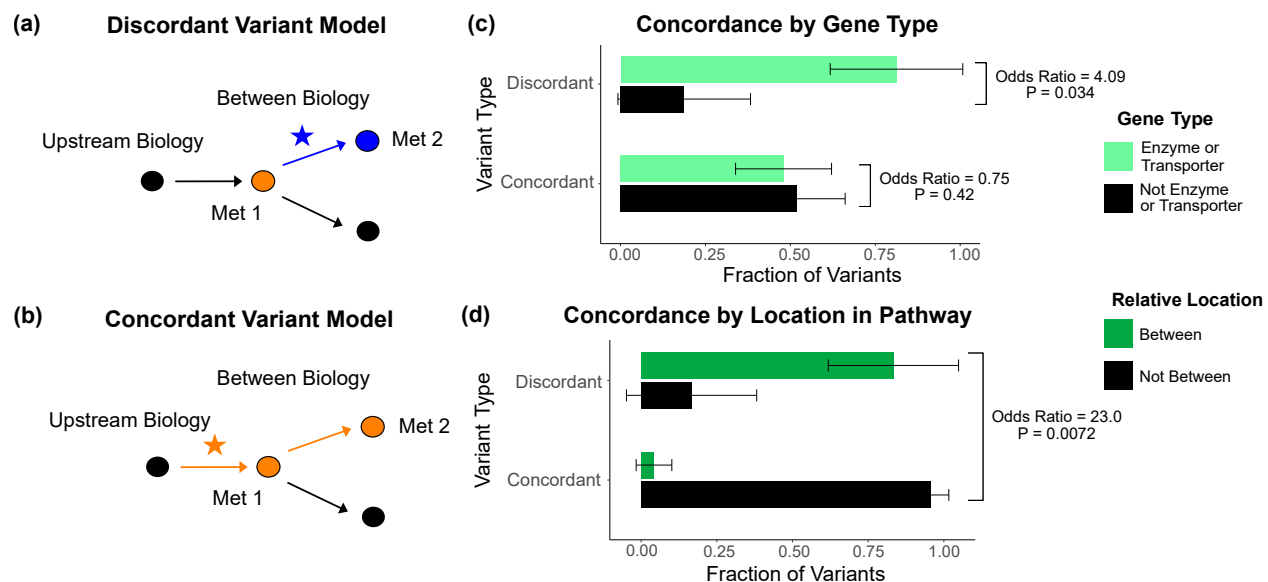 (a)
Discordant Variant Model
Between Biology
Upstream Biology
Met 2
Met 1
(b)
Concordant Variant Model
Between Biology
Upstream Biology
Met 2
Met 1
(c)
Concordance by Gene Type
Variant Type
Discordant
Concordant
Odds Ratio = 4.09
P = 0.034
Odds Ratio = 0.75
P = 0.42
0.00
0.25
0.50
0.75
1.00
Fraction of Variants
Gene Type
Enzyme or
Transporter
Not Enzyme
or Transporter
(d)
Concordance by Location in Pathway
Variant Type
Discordant
Concordant
Odds Ratio = 23.0
P = 0.0072
0.00
0.25
0.50
0.75
1.00
Fraction of Variants
Relative Location
Between
Not Between